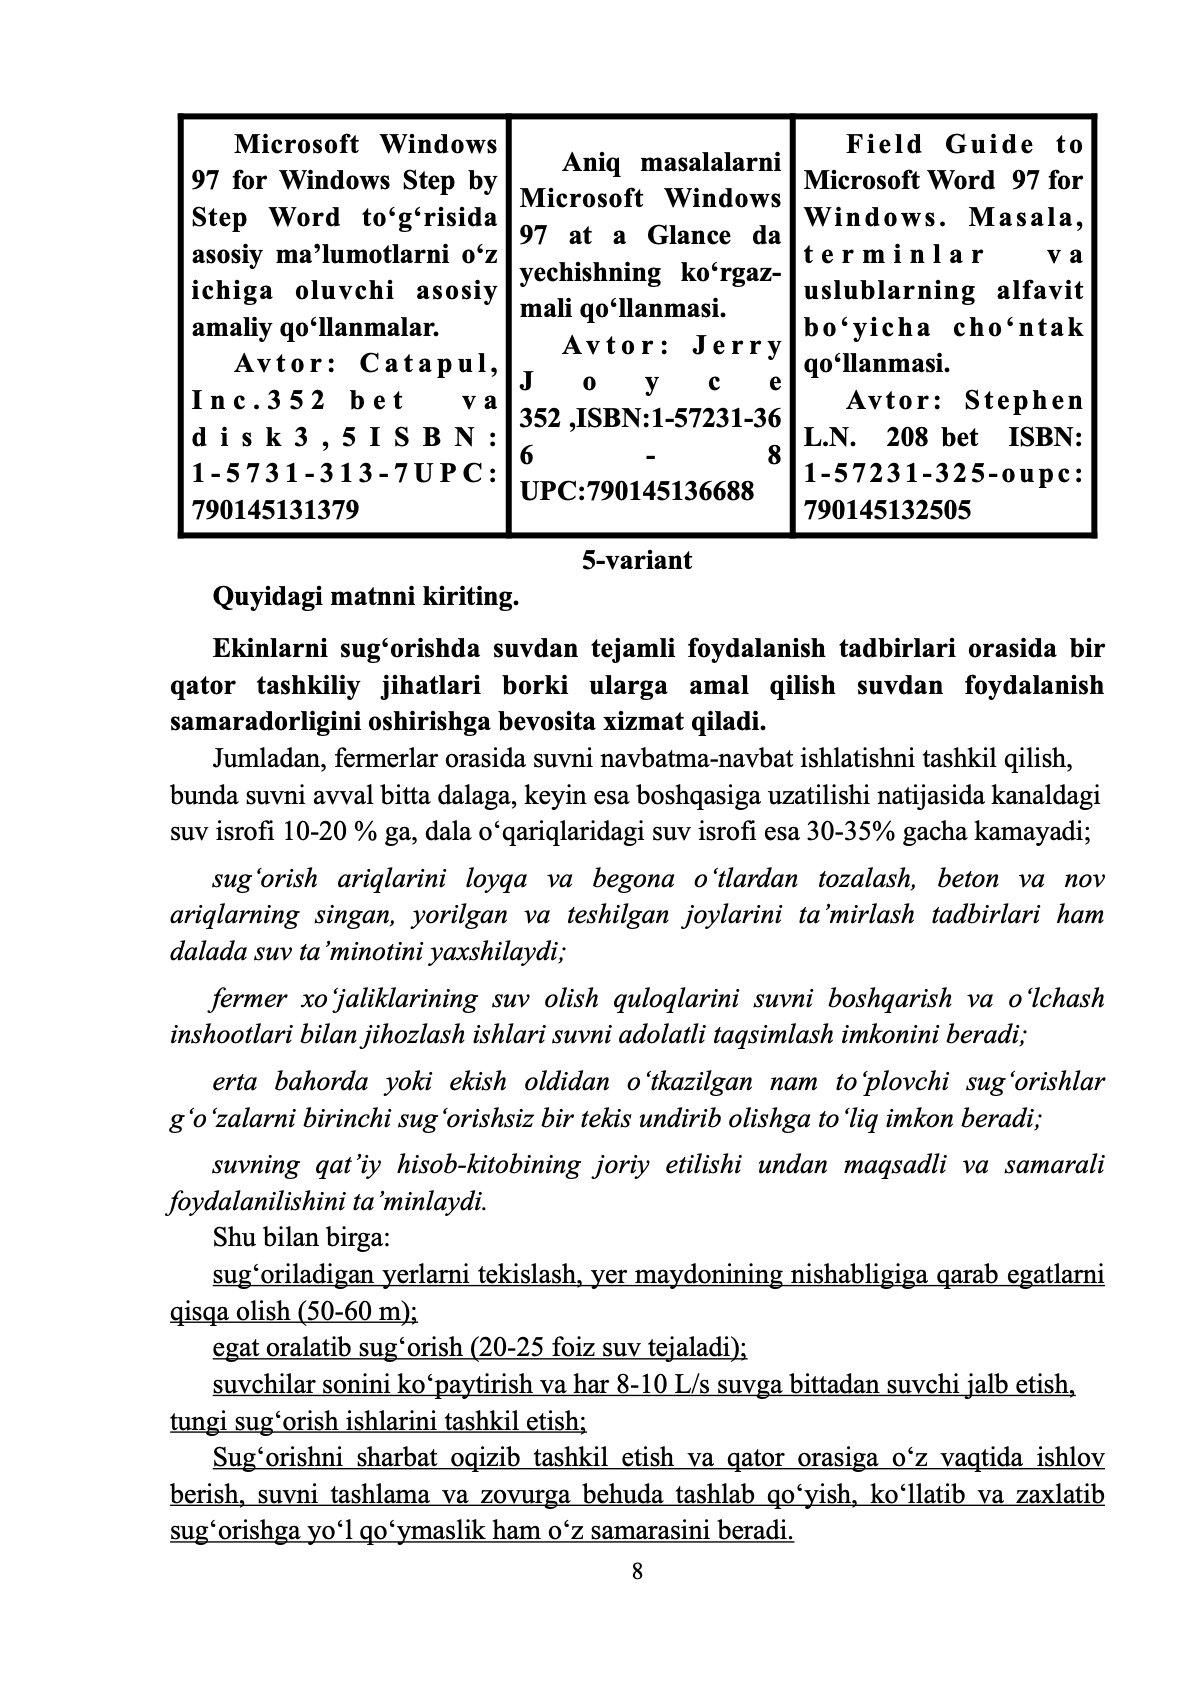 Microsoft Windows
97 for Windows Step by
Step Word to‘g‘risida
asosiy ma’lumotlarni o‘z
ichiga oluvchi asosiy
amaliy qo‘llanmalar.
Avtor: Catapul,
Inc.352 bet va
disk3,5ISBN:
1-5731-313-7UPC:
790145131379
Aniq masalalarni
Microsoft Windows
97 at a Glance da
yechishning ko‘rgaz-
mali qo‘llanmasi.
Avtor: Jerry
Joyce
352 ,ISBN:1-57231-36
6-8
UPC:790145136688
Field Guide to
Microsoft Word 97 for
Windows. Masala,
terminlar va
uslublarning alfavit
bo‘yicha cho‘ntak
qo‘llanmasi.
Avtor: Stephen
L.N. 208 bet ISBN:
1-57231-325-oupc:
790145132505
5-variant
Quyidagi matnni kiriting.
Ekinlarni sug‘orishda suvdan tejamli foydalanish tadbirlari orasida bir
qator tashkiliy jihatlari borki ularga amal qilish suvdan foydalanish
samaradorligini oshirishga bevosita xizmat qiladi.
Jumladan, fermerlar orasida suvni navbatma-navbat ishlatishni tashkil qilish,
bunda suvni avval bitta dalaga, keyin esa boshqasiga uzatilishi natijasida kanaldagi
suv isrofi 10-20 % ga, dala o‘qariqlaridagi suv isrofi esa 30-35% gacha kamayadi;
sug‘orish ariqlarini loyqa va begona o‘tlardan tozalash, beton va nov
ariqlarning singan, yorilgan va teshilgan joylarini ta’mirlash tadbirlari ham
dalada suv ta’minotini yaxshilaydi;
fermer xo‘jaliklarining suv olish quloqlarini suvni boshqarish va o‘lchash
inshootlari bilan jihozlash ishlari suvni adolatli taqsimlash imkonini beradi;
erta bahorda yoki ekish oldidan o‘tkazilgan nam to‘plovchi sug‘orishlar
g‘o‘zalarni birinchi sug‘orishsiz bir tekis undirib olishga to‘liq imkon beradi;
suvning qat’iy hisob-kitobining joriy etilishi undan maqsadli va samarali
foydalanilishini ta’minlaydi.
Shu bilan birga:
sug‘oriladigan yerlarni tekislash, yer maydonining nishabligiga qarab egatlarni
qisqa olish (50-60 m);
egat oralatib sug‘orish (20-25 foiz suv tejaladi);
suvchilar sonini ko‘paytirish va har 8-10 L/s suvga bittadan suvchi jalb etish,
tungi sug‘orish ishlarini tashkil etish;
Sug‘orishni sharbat oqizib tashkil etish va qator orasiga o‘z vaqtida ishlov
berish, suvni tashlama va zovurga behuda tashlab qo‘yish, ko‘llatib va zaxlatib
sug‘orishga yo‘l qo‘ymaslik ham o‘z samarasini beradi.
8